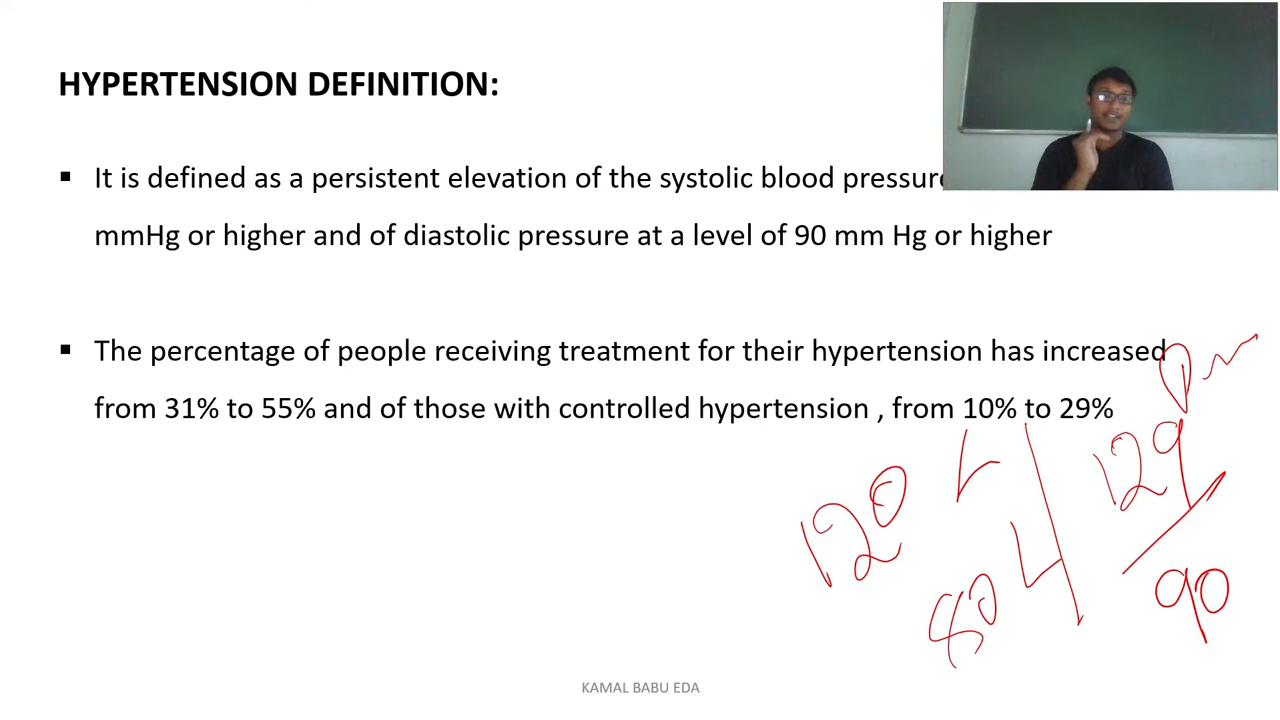 HYPERTENSION DEFINITION:
▪ It is defined as a persistent elevation of the systolic blood pressure
mmHg or higher and of diastolic pressure at a level of 90 mm Hg or higher
▪ The percentage of people receiving treatment for their hypertension has increased
from 31% to 55% and of those with controlled hypertension , from 10% to 29%
120
80
129
90
KAMAL BABU EDA